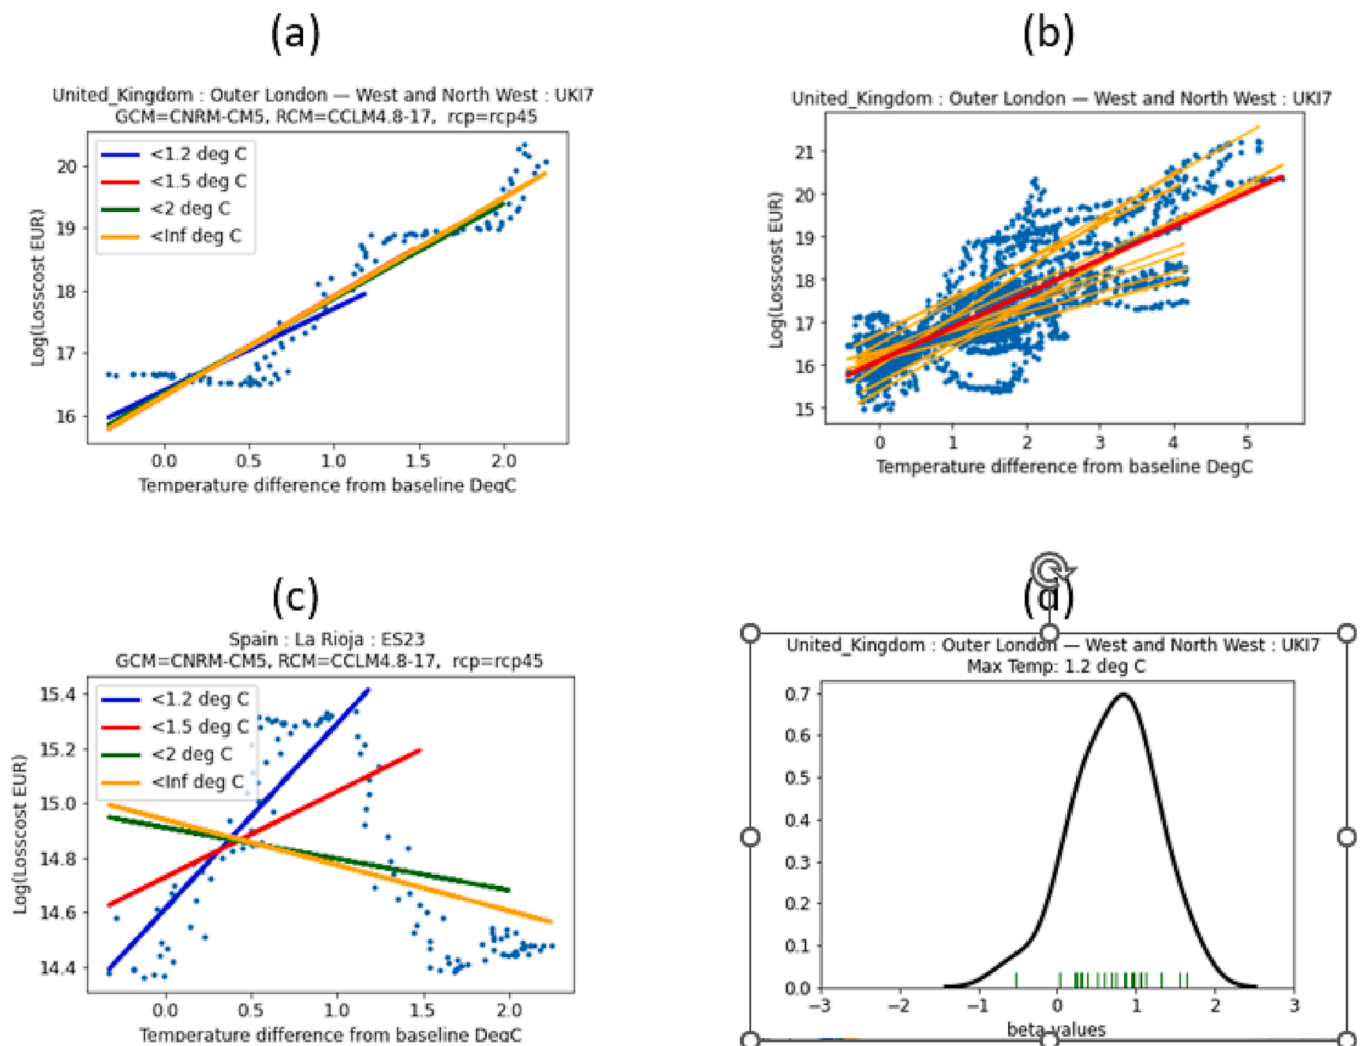 (a)
United_Kingdom : Outer London — West and North West : UKI7
GCM=CNRM-CM5, RCM=CCLM4.8-17, rcp=rcp45
<1.2 deg C
<1.5 deg C
<2 deg C
<Inf deg C
Log(Losscost EUR)
20
19
18
17
16
0.0 0.5 1.0 1.5 2.0
Temperature difference from baseline DegC
(b)
United_Kingdom : Outer London — West and North West : UKI7
Log(Losscost EUR)
21
20
19
18
17
16
15
0 1 2 3 4 5
Temperature difference from baseline DegC
(c)
Spain : La Rioja : ES23
GCM=CNRM-CM5, RCM=CCLM4.8-17, rcp=rcp45
<1.2 deg C
<1.5 deg C
<2 deg C
<Inf deg C
Log(Losscost EUR)
15.4
15.2
15.0
14.8
14.6
14.4
0.0 0.5 1.0 1.5 2.0
Temperature difference from baseline DegC
(d)
United_Kingdom : Outer London — West and North West : UKI7
Max Temp: 1.2 deg C
0.7
0.6
0.5
0.4
0.3
0.2
0.1
0.0
−3 −2 −1 0 1 2 3
beta values